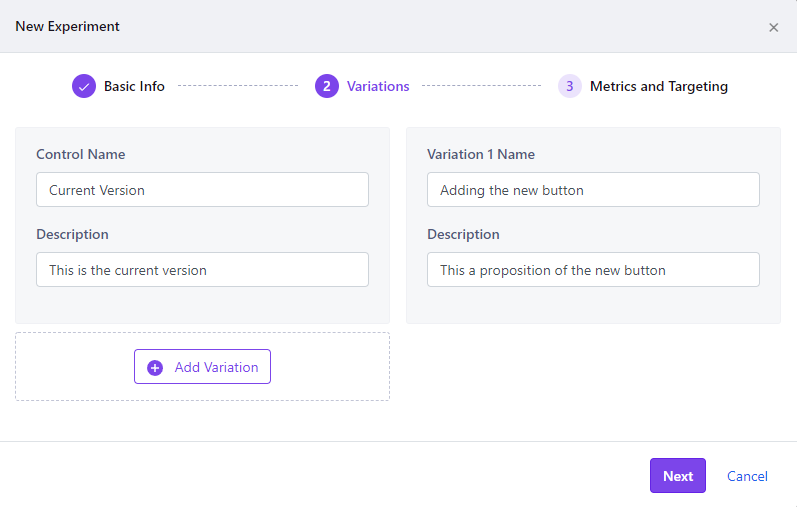 New Experiment
Basic Info
2 Variations
3 Metrics and Targeting
Control Name
Current Version
Description
This is the current version
Variation 1 Name
Adding the new button
Description
This a proposition of the new button
Add Variation
Next
Cancel